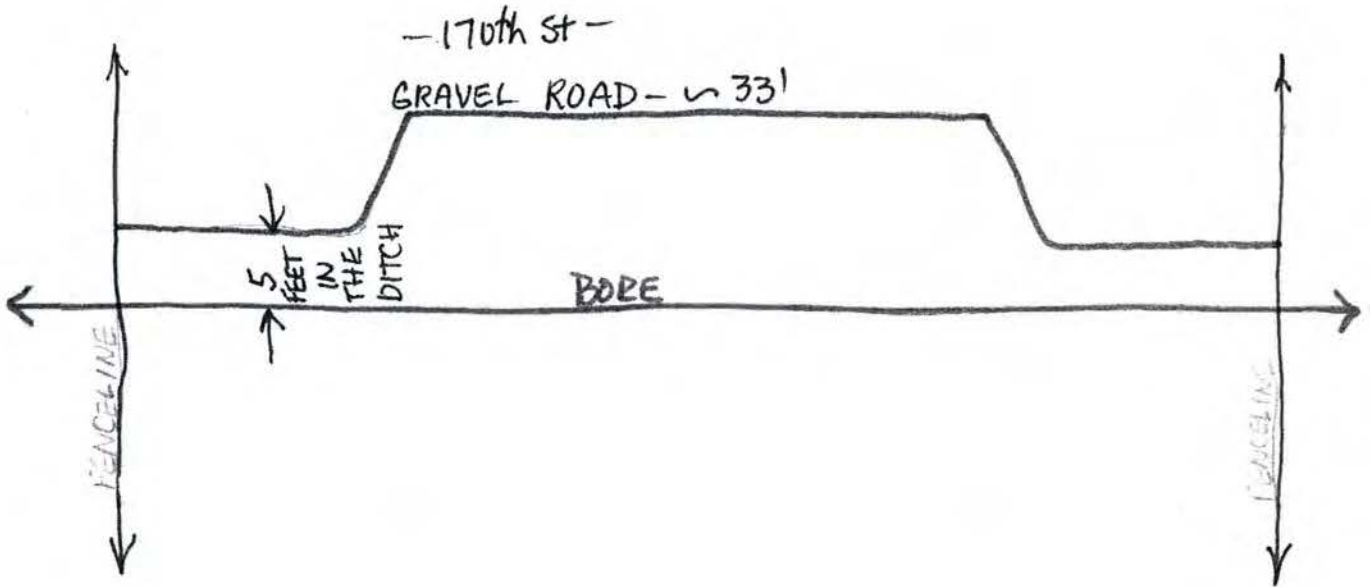 -170th St-
GRAVEL ROAD - ~ 33'
5
FEET
IN
THE
DITCH
BORE
FENCELINE
FENCELINE